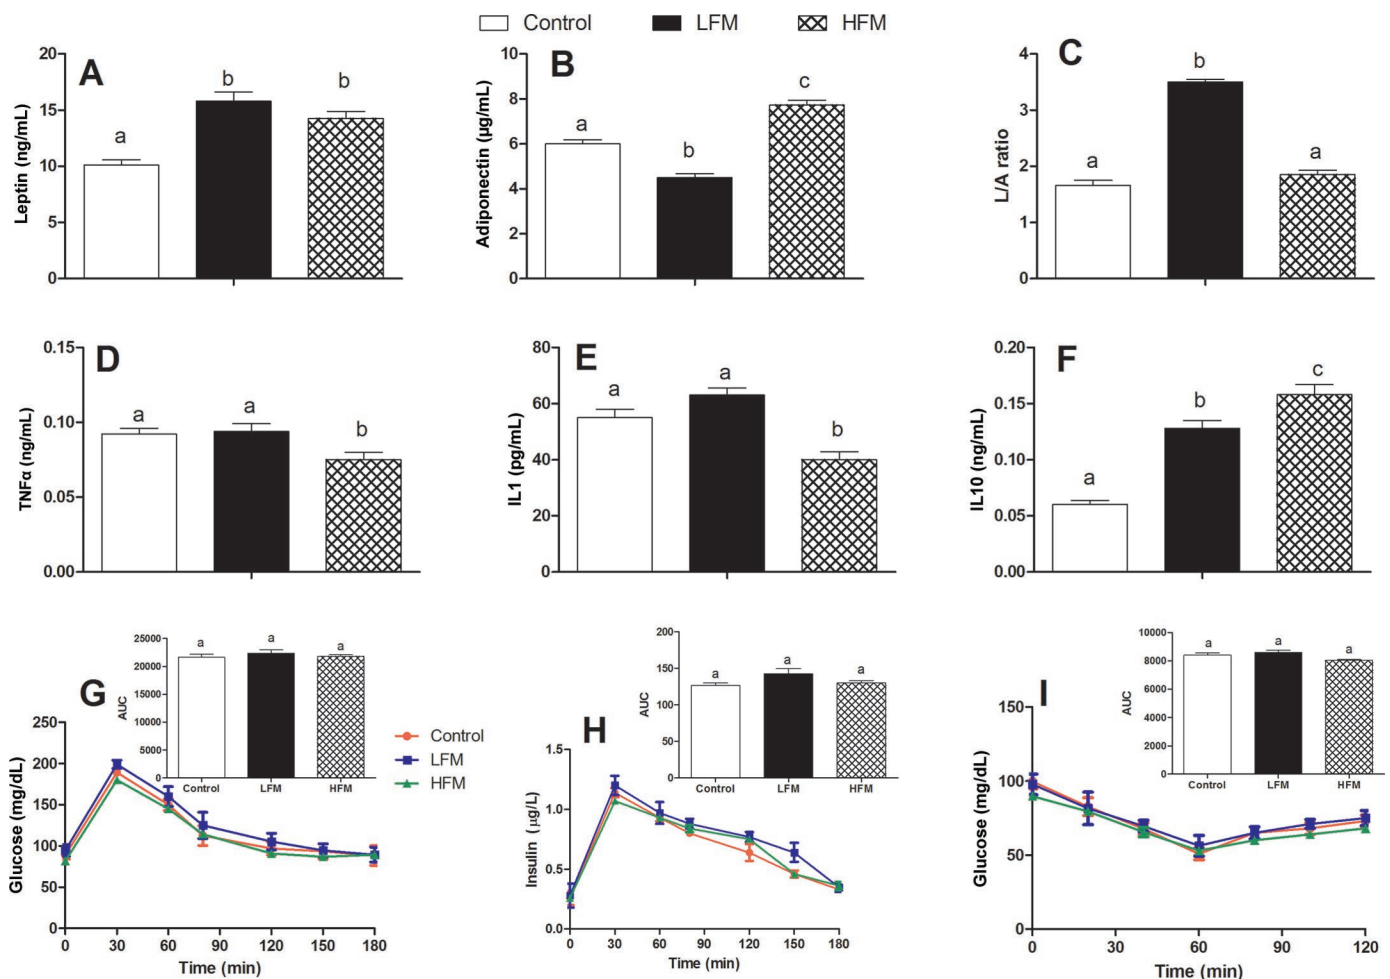 Control LFM HFM
A
Leptin (ng/mL)
20
15
10
5
0
a
b
b
B
Adiponectin (µg/mL)
10
8
6
4
2
0
a
b
c
C
L/A ratio
4
3
2
1
0
a
b
a
D
TNFα (ng/mL)
0.15
0.10
0.05
0.00
a
a
b
E
IL1 (pg/mL)
80
60
40
20
0
a
a
b
F
IL10 (ng/mL)
0.20
0.15
0.10
0.05
0.00
a
b
c
G
AUC
25000
20000
15000
10000
5000
0
a
a
a
Control LFM HFM
Glucose (mg/dL)
250
200
150
100
50
0
0 30 60 90 120 150 180
Time (min)
Control
LFM
HFM
H
AUC
200
150
100
50
0
a
a
a
Control LFM HFM
Insulin (µg/L)
1.5
1.0
0.5
0.0
0 30 60 90 120 150 180
Time (min)
I
AUC
10000
8000
6000
4000
2000
0
a
a
a
Control LFM HFM
Glucose (mg/dL)
150
100
50
0
0 30 60 90 120
Time (min)